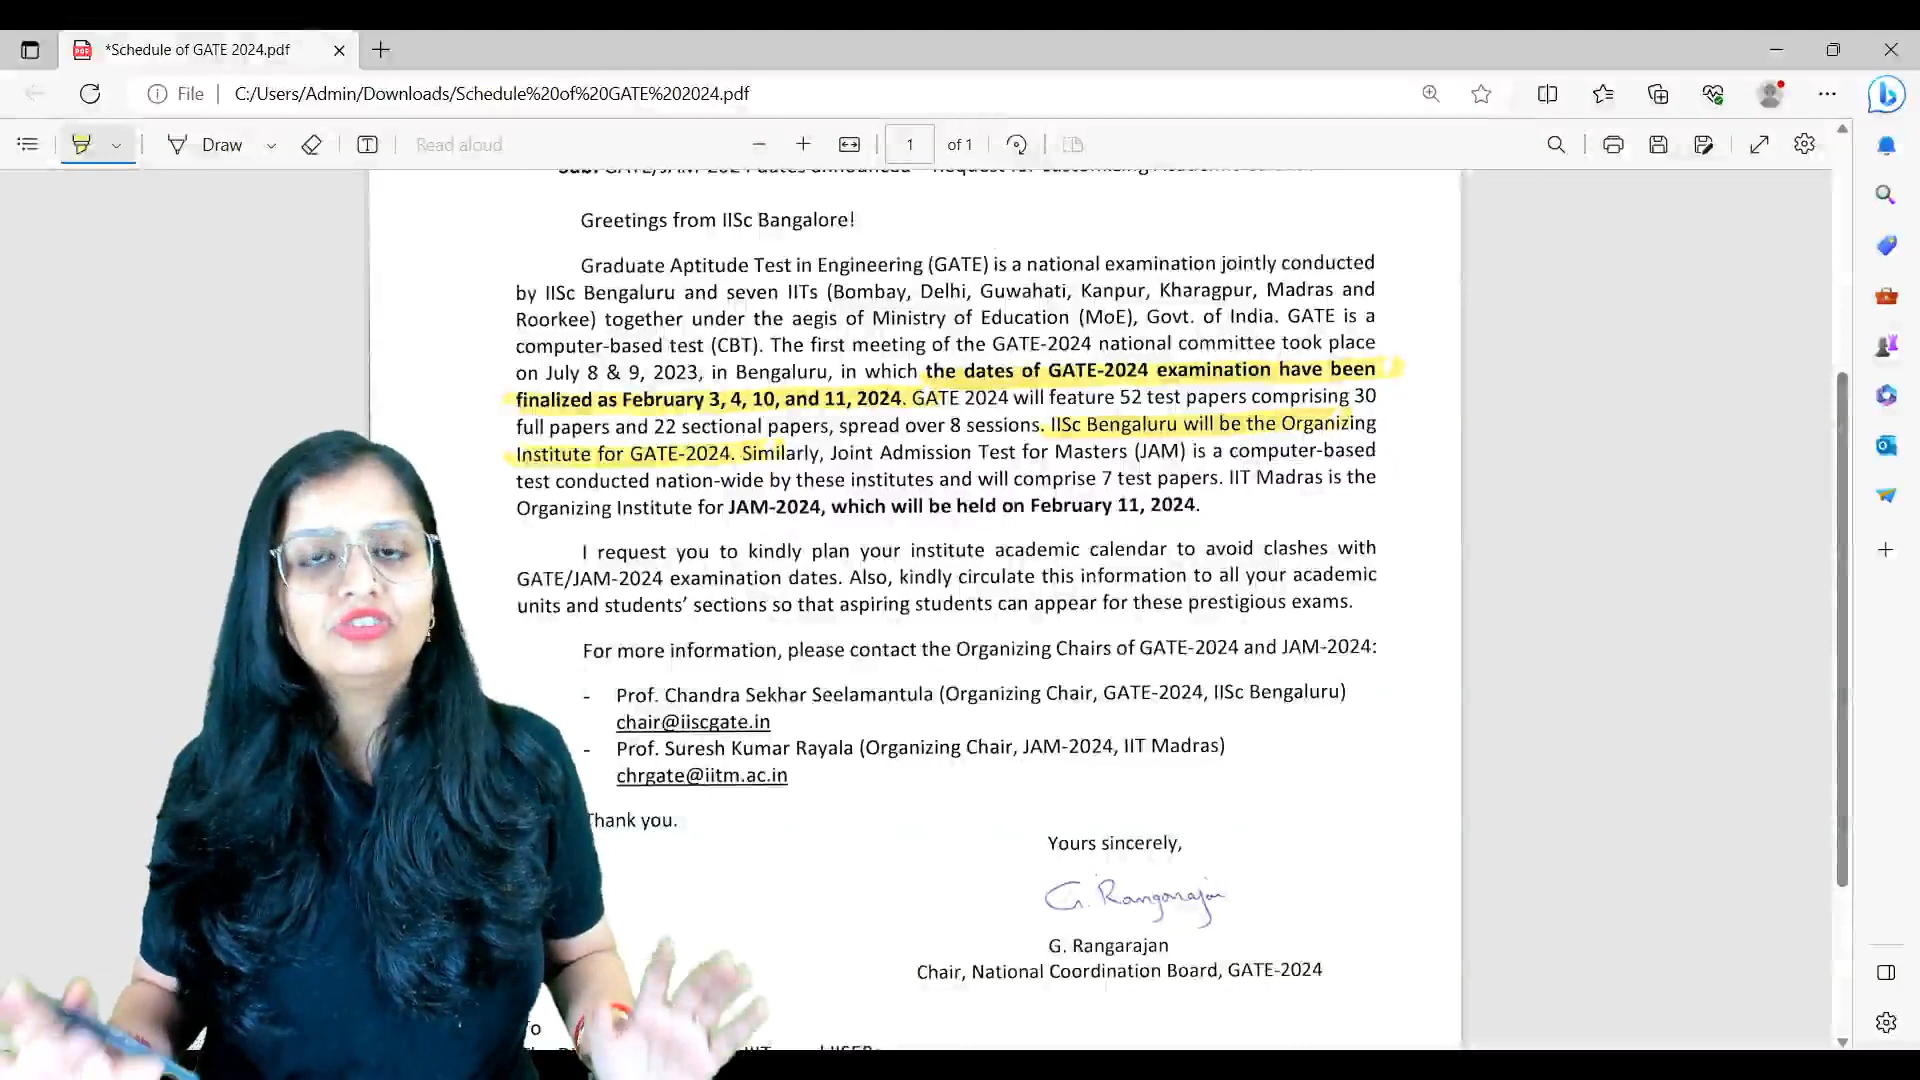 *Schedule of GATE 2024.pdf
File
C:/Users/Admin/Downloads/Schedule%20of%20GATE%202024.pdf
Draw
Read aloud
1 of 1
Greetings from IISc Bangalore!
Graduate Aptitude Test in Engineering (GATE) is a national examination jointly conducted
by IISc Bengaluru and seven IITs (Bombay, Delhi, Guwahati, Kanpur, Kharagpur, Madras and
Roorkee) together under the aegis of Ministry of Education (MoE), Govt. of India. GATE is a
computer-based test (CBT). The first meeting of the GATE-2024 national committee took place
on July 8 & 9, 2023, in Bengaluru, in which the dates of GATE-2024 examination have been
finalized as February 3, 4, 10, and 11, 2024. GATE 2024 will feature 52 test papers comprising 30
full papers and 22 sectional papers, spread over 8 sessions. IISc Bengaluru will be the Organizing
Institute for GATE-2024. Similarly, Joint Admission Test for Masters (JAM) is a computer-based
test conducted nation-wide by these institutes and will comprise 7 test papers. IIT Madras is the
Organizing Institute for JAM-2024, which will be held on February 11, 2024.
I request you to kindly plan your institute academic calendar to avoid clashes with
GATE/JAM-2024 examination dates. Also, kindly circulate this information to all your academic
units and students' sections so that aspiring students can appear for these prestigious exams.
For more information, please contact the Organizing Chairs of GATE-2024 and JAM-2024:
- Prof. Chandra Sekhar Seelamantula (Organizing Chair, GATE-2024, IISc Bengaluru)
chair@iiscgate.in
- Prof. Suresh Kumar Rayala (Organizing Chair, JAM-2024, IIT Madras)
chrgate@iitm.ac.in
Thank you.
Yours sincerely,
G. Rangarajan
G. Rangarajan
Chair, National Coordination Board, GATE-2024